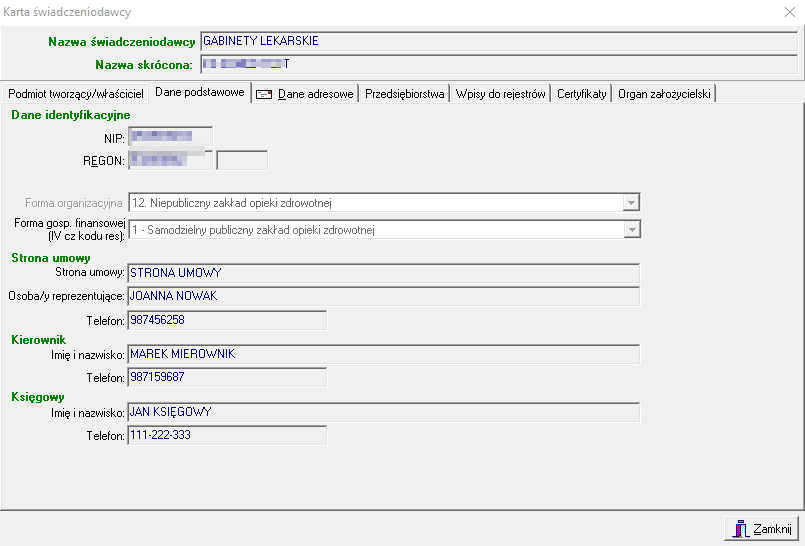 Karta świadczeniodawcy
Nazwa świadczeniodawcy GABINETY LEKARSKIE
Nazwa skrócona:
Podmiot tworzący/właściciel Dane podstawowe Dane adresowe Przedsiębiorstwa Wpisy do rejestrów Certyfikaty Organ założycielski
Dane identyfikacyjne
NIP:
REGON:
Forma organizacyjna 12. Niepubliczny zakład opieki zdrowotnej
Forma gosp. finansowej
(IV cz kodu res): 1 - Samodzielny publiczny zakład opieki zdrowotnej
Strona umowy
Strona umowy: STRONA UMOWY
Osoba/y reprezentujące: JOANNA NOWAK
Telefon: 987456258
Kierownik
Imię i nazwisko: MAREK MIEROWNIK
Telefon: 987159687
Księgowy
Imię i nazwisko: JAN KSIĘGOWY
Telefon: 111-222-333
Zamknij